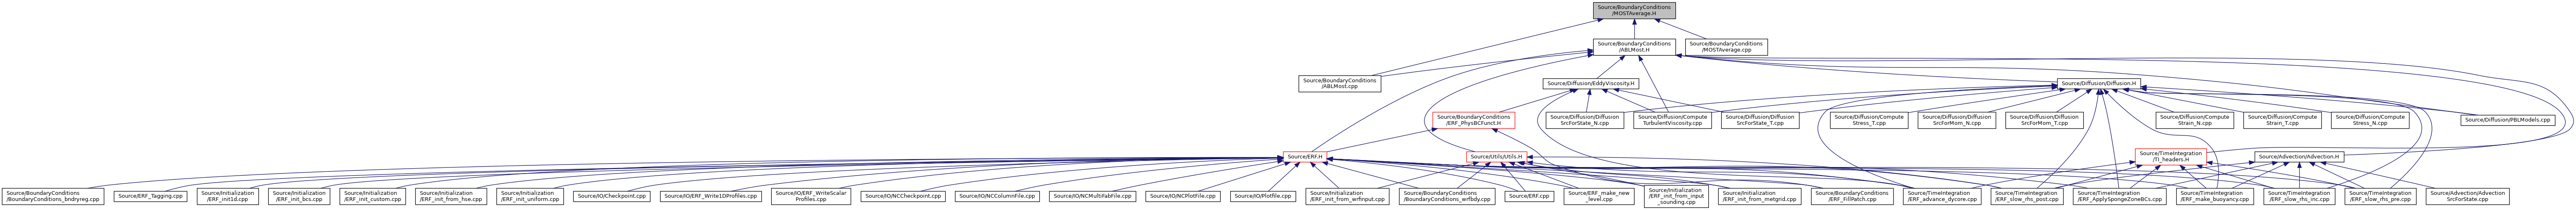 Source/BoundaryConditions
/MOSTAverage.H
Source/BoundaryConditions
/ABLMost.H
Source/BoundaryConditions
/MOSTAverage.cpp
Source/BoundaryConditions
/ABLMost.cpp
Source/Diffusion/EddyViscosity.H
Source/Diffusion/Diffusion.H
Source/BoundaryConditions
/ERF_PhysBCFunct.H
Source/Diffusion/Diffusion
SrcForState_N.cpp
Source/Diffusion/Compute
TurbulentViscosity.cpp
Source/Diffusion/Diffusion
SrcForState_T.cpp
Source/Diffusion/Compute
Stress_T.cpp
Source/Diffusion/Diffusion
SrcForMom_N.cpp
Source/Diffusion/Diffusion
SrcForMom_T.cpp
Source/Diffusion/Compute
Strain_N.cpp
Source/Diffusion/Compute
Strain_T.cpp
Source/Diffusion/Compute
Stress_N.cpp
Source/Diffusion/PBLModels.cpp
Source/ERF.H
Source/Utils/Utils.H
Source/TimeIntegration
/TI_headers.H
Source/Advection/Advection.H
Source/BoundaryConditions
/BoundaryConditions_bndryreg.cpp
Source/ERF_Tagging.cpp
Source/Initialization
/ERF_init1d.cpp
Source/Initialization
/ERF_init_bcs.cpp
Source/Initialization
/ERF_init_custom.cpp
Source/Initialization
/ERF_init_from_hse.cpp
Source/Initialization
/ERF_init_uniform.cpp
Source/IO/Checkpoint.cpp
Source/IO/ERF_Write1DProfiles.cpp
Source/IO/ERF_WriteScalar
Profiles.cpp
Source/IO/NCCheckpoint.cpp
Source/IO/NCColumnFile.cpp
Source/IO/NCMultiFabFile.cpp
Source/IO/NCPlotFile.cpp
Source/IO/Plotfile.cpp
Source/Initialization
/ERF_init_from_wrfinput.cpp
Source/BoundaryConditions
/BoundaryConditions_wrfbdy.cpp
Source/ERF.cpp
Source/ERF_make_new
_level.cpp
Source/Initialization
/ERF_init_from_input
_sounding.cpp
Source/Initialization
/ERF_init_from_metgrid.cpp
Source/BoundaryConditions
/ERF_FillPatch.cpp
Source/TimeIntegration
/ERF_advance_dycore.cpp
Source/TimeIntegration
/ERF_slow_rhs_post.cpp
Source/TimeIntegration
/ERF_ApplySpongeZoneBCs.cpp
Source/TimeIntegration
/ERF_make_buoyancy.cpp
Source/TimeIntegration
/ERF_slow_rhs_inc.cpp
Source/TimeIntegration
/ERF_slow_rhs_pre.cpp
Source/Advection/Advection
SrcForState.cpp